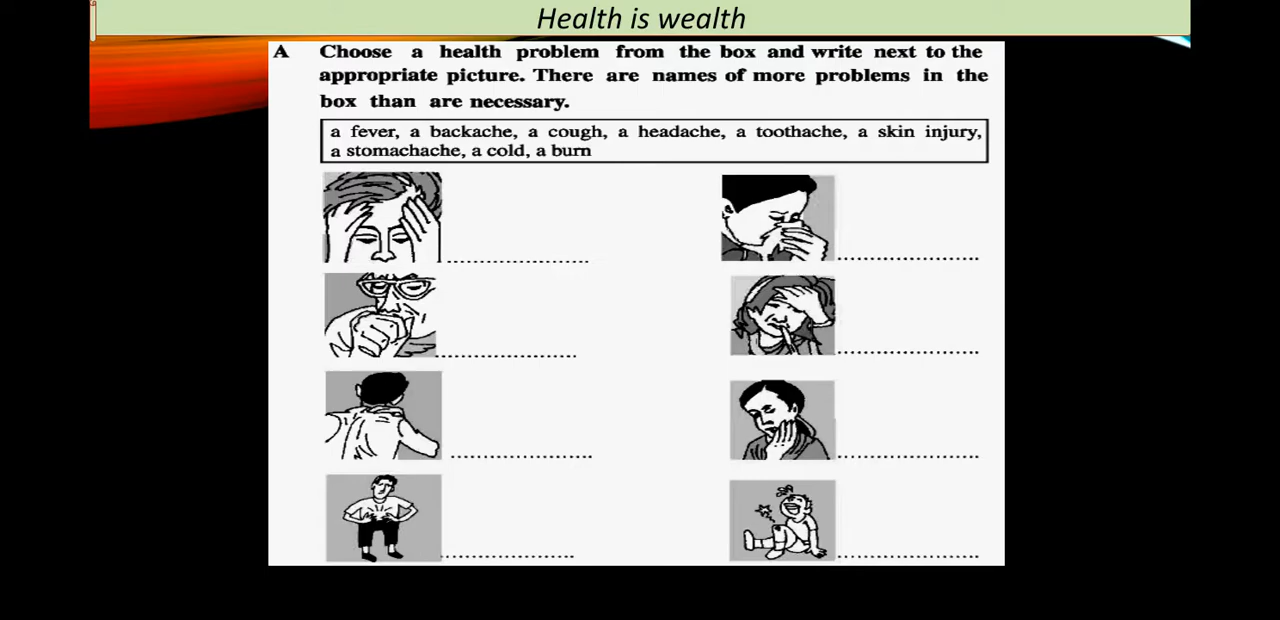 Health is wealth
A Choose a health problem from the box and write next to the
appropriate picture. There are names of more problems in the
box than are necessary.
a fever, a backache, a cough, a headache, a toothache, a skin injury,
a stomachache, a cold, a burn